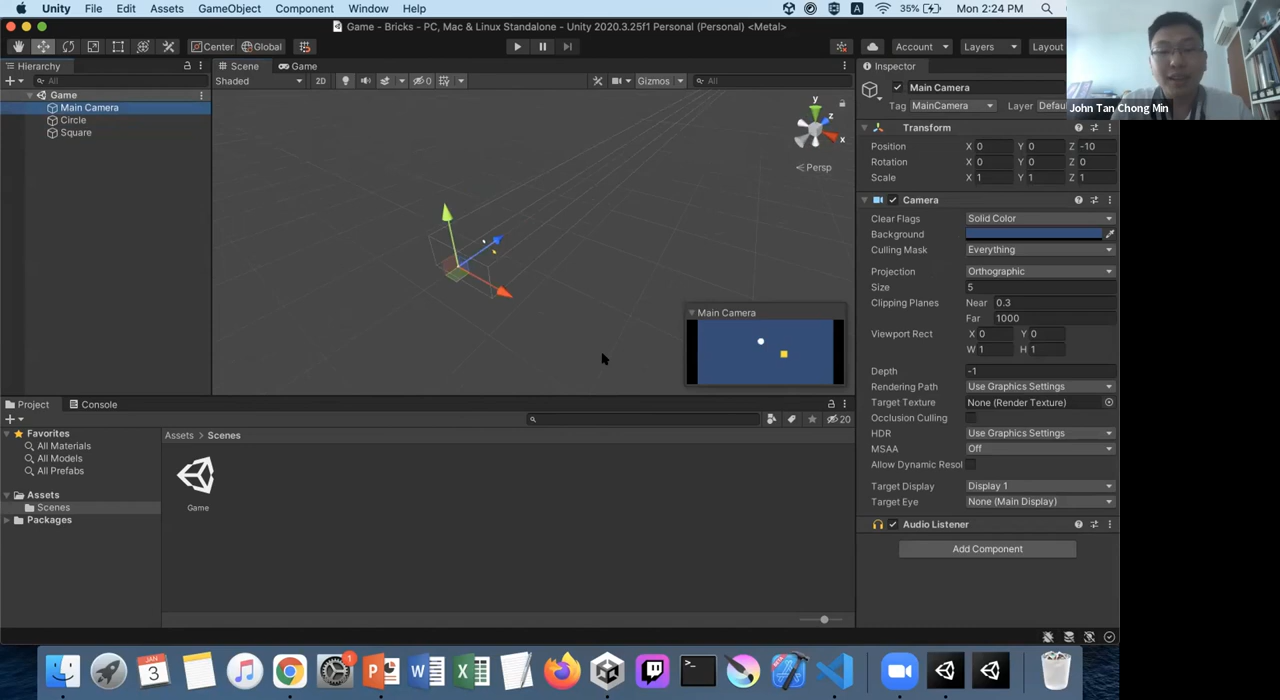 Unity File Edit Assets GameObject Component Window Help A 35% Mon 2:24 PM
Game - Bricks - PC, Mac & Linux Standalone - Unity 2020.3.25f1 Personal (Personal) <Metal>
Center Global Account Layers Layout
Hierarchy
All
Game
Main Camera
Circle
Square
Scene Game
Shaded 2D 0 Gizmos All
y
z
x
Persp
Main Camera
Inspector
Main Camera
Tag MainCamera Layer Defau
John Tan Chong Min
Transform
Position X 0 Y 0 Z -10
Rotation X 0 Y 0 Z 0
Scale X 1 Y 1 Z 1
Camera
Clear Flags Solid Color
Background
Culling Mask Everything
Projection Orthographic
Size 5
Clipping Planes Near 0.3
Far 1000
Viewport Rect X 0 Y 0
W 1 H 1
Depth -1
Rendering Path Use Graphics Settings
Target Texture None (Render Texture)
Occlusion Culling
HDR Use Graphics Settings
MSAA Off
Allow Dynamic Resol
Target Display Display 1
Target Eye None (Main Display)
Audio Listener
Add Component
Project Console
20
Favorites
All Materials
All Models
All Prefabs
Assets
Scenes
Packages
Assets > Scenes
Game
JAN
3
1